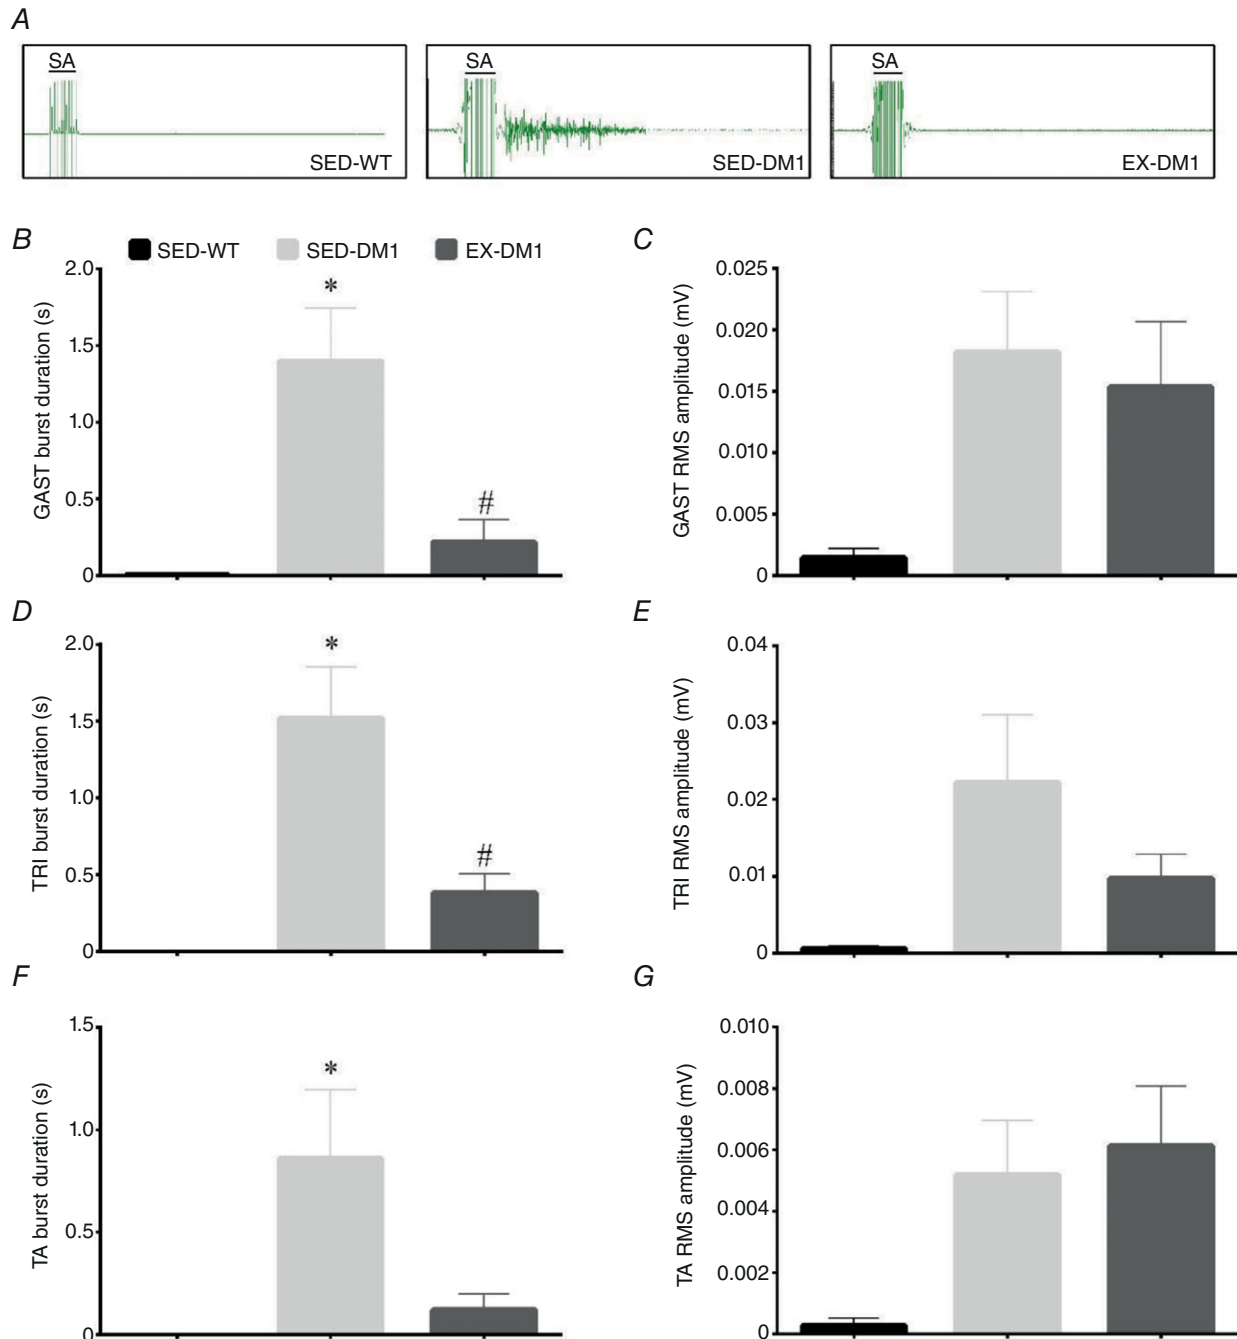 A
SA
SED-WT
SA
SED-DM1
SA
EX-DM1
B
SED-WT
SED-DM1
EX-DM1
GAST burst duration (s)
2.0
1.5
1.0
0.5
0
*
#
C
GAST RMS amplitude (mV)
0.025
0.020
0.015
0.010
0.005
0
D
TRI burst duration (s)
2.0
1.5
1.0
0.5
0
*
#
E
TRI RMS amplitude (mV)
0.04
0.03
0.02
0.01
0
F
TA burst duration (s)
1.5
1.0
0.5
0
*
G
TA RMS amplitude (mV)
0.010
0.008
0.006
0.004
0.002
0